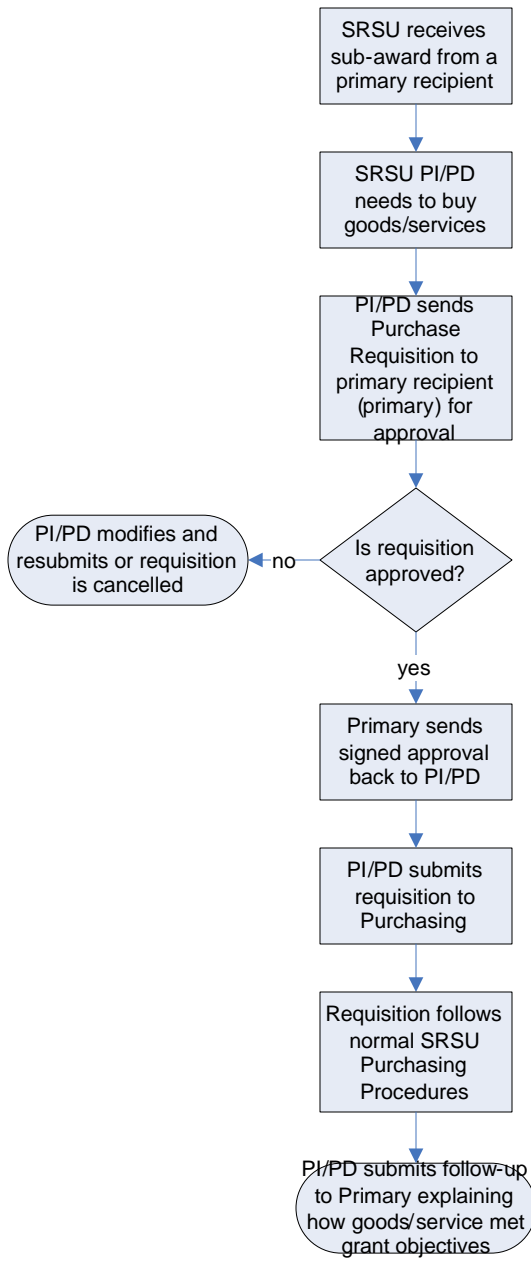 SRSU receives
sub-award from a
primary recipient
SRSU PI/PD
needs to buy
goods/services
PI/PD sends
Purchase
Requisition to
primary recipient
(primary) for
approval
Is requisition
approved?
no
PI/PD modifies and
resubmits or requisition
is cancelled
yes
Primary sends
signed approval
back to PI/PD
PI/PD submits
requisition to
Purchasing
Requisition follows
normal SRSU
Purchasing
Procedures
PI/PD submits follow-up
to Primary explaining
how goods/service met
grant objectives